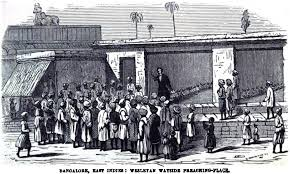 BANGALORE, EAST INDIES: WESLEYAN WAYSIDE PREACHING-PLACE.